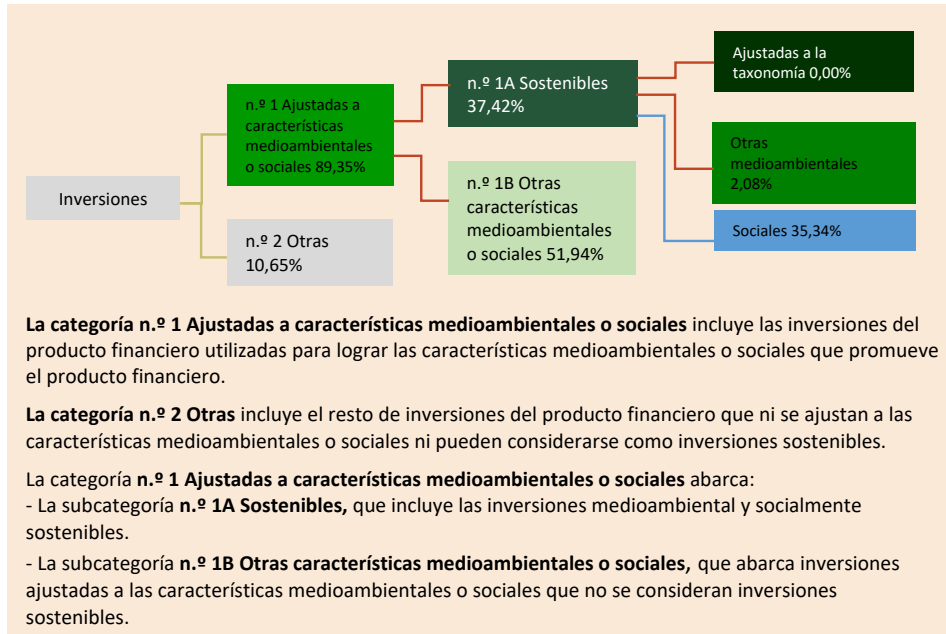 Inversiones
n.º 1 Ajustadas a
características
medioambientales
o sociales 89,35%
n.º 2 Otras
10,65%
n.º 1A Sostenibles
37,42%
n.º 1B Otras
características
medioambientales
o sociales 51,94%
Ajustadas a la
taxonomía 0,00%
Otras
medioambientales
2,08%
Sociales 35,34%
La categoría n.º 1 Ajustadas a características medioambientales o sociales incluye las inversiones del
producto financiero utilizadas para lograr las características medioambientales o sociales que promueve
el producto financiero.
La categoría n.º 2 Otras incluye el resto de inversiones del producto financiero que ni se ajustan a las
características medioambientales o sociales ni pueden considerarse como inversiones sostenibles.
La categoría n.º 1 Ajustadas a características medioambientales o sociales abarca:
- La subcategoría n.º 1A Sostenibles, que incluye las inversiones medioambiental y socialmente
sostenibles.
- La subcategoría n.º 1B Otras características medioambientales o sociales, que abarca inversiones
ajustadas a las características medioambientales o sociales que no se consideran inversiones
sostenibles.